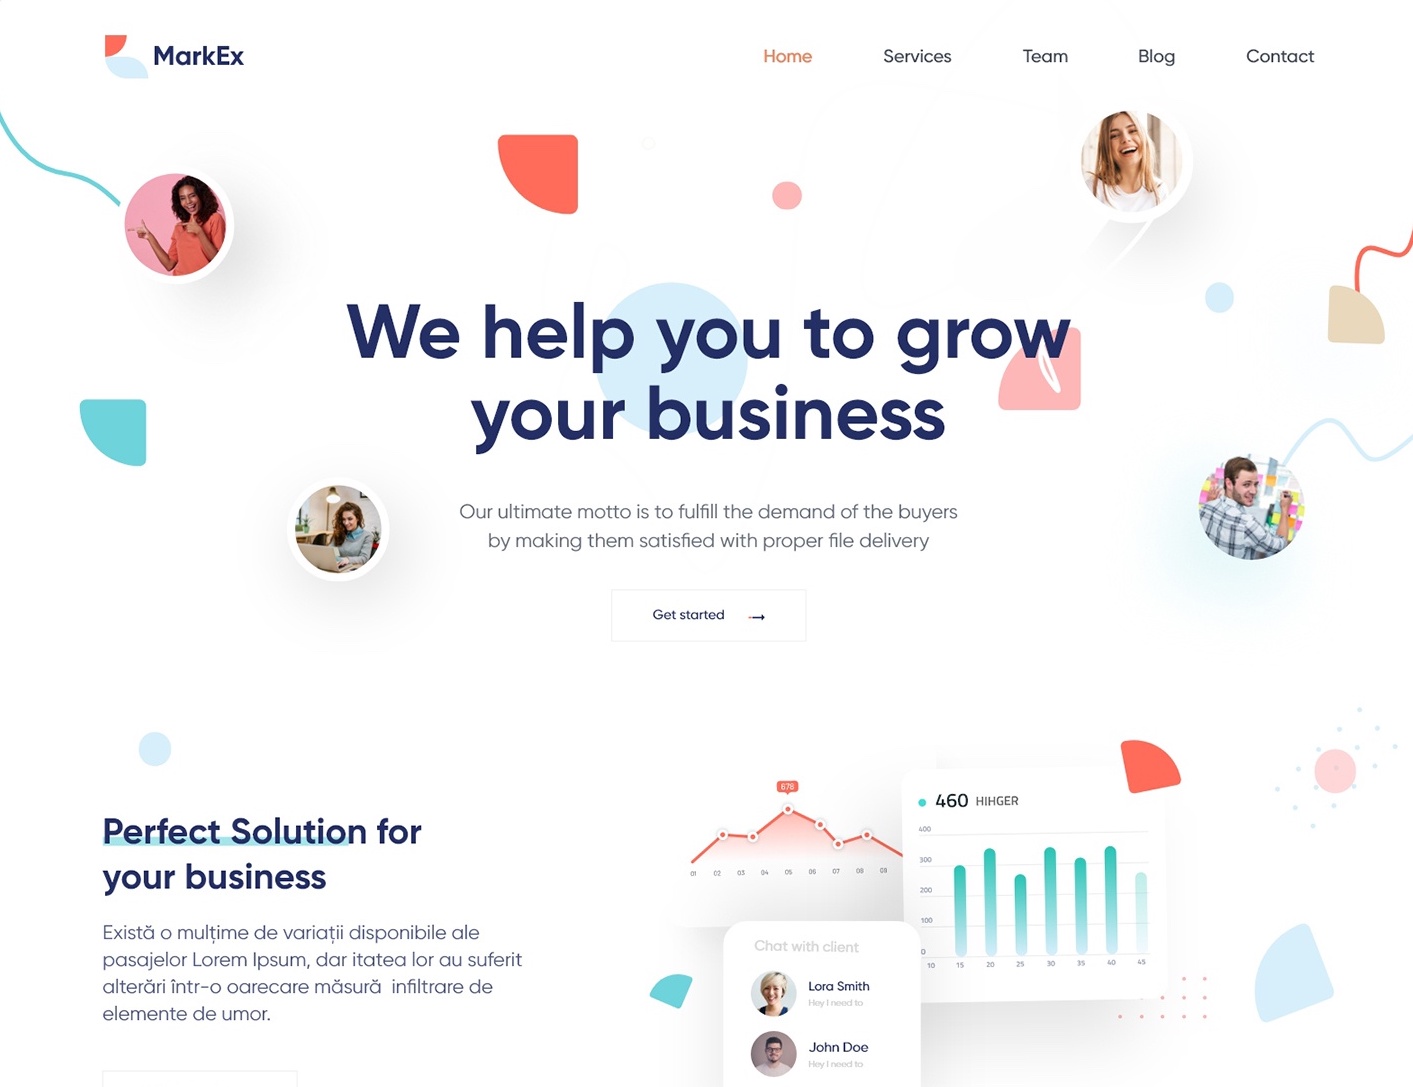 MarkEx
Home Services Team Blog Contact
We help you to grow
your business
Our ultimate motto is to fulfill the demand of the buyers
by making them satisfied with proper file delivery
Get started
Perfect Solution for
your business
Există o mulțime de variații disponibile ale
pasajelor Lorem Ipsum, dar itatea lor au suferit
alterări într-o oarecare măsură infiltrare de
elemente de umor.
678
01 02 03 04 05 06 07 08 09
460 HIHGER
400
300
200
100
0
10 15 20 25 30 35 40 45
Chat with client
Lora Smith
Hey I need to
John Doe
Hey I need to